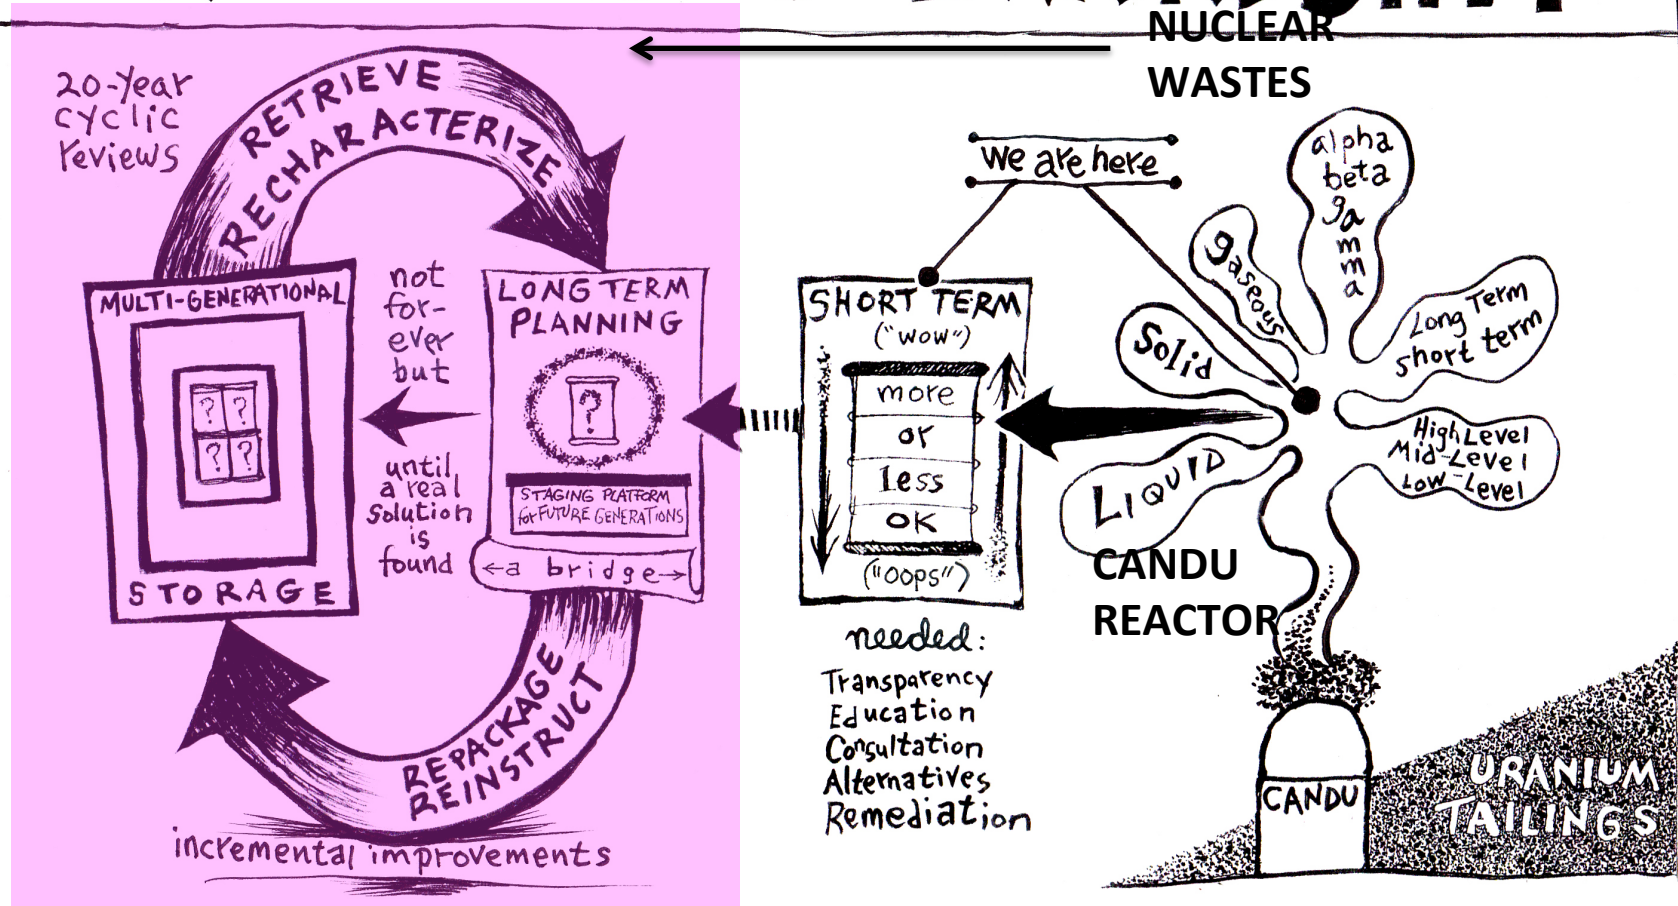 NUCLEAR
WASTES
20-year
cyclic
reviews
RETRIEVE
RECHARACTERIZE
MULTI-GENERATIONAL
? ?
? ?
STORAGE
not
for-
ever
but
until
a real
solution
is
found
LONG TERM
PLANNING
?
STAGING PLATFORM
for FUTURE GENERATIONS
a bridge
REPACKAGE
REINSTRUCT
incremental improvements
we are here
SHORT TERM
("WOW")
more
or
less
OK
("OOPS")
needed:
Transparency
Education
Consultation
Alternatives
Remediation
alpha
beta
ga
m
m
a
gaseous
Solid
LIQUID
Long Term
short term
High Level
Mid-Level
Low-Level
CANDU
REACTOR
CANDU
URANIUM
TAILINGS